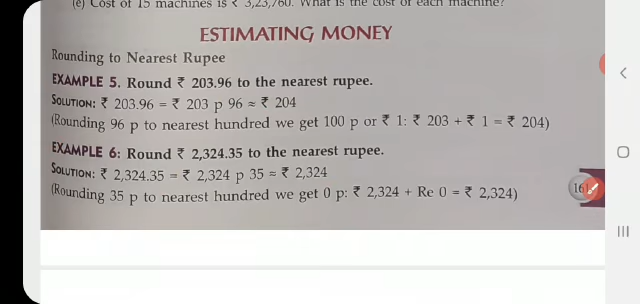 (e) Cost of 15 machines is ₹ 3,23,760. What is the cost of each machine?
ESTIMATING MONEY
Rounding to Nearest Rupee
EXAMPLE 5. Round ₹ 203.96 to the nearest rupee.
SOLUTION: ₹ 203.96 = ₹ 203 p 96 ≈ ₹ 204
(Rounding 96 p to nearest hundred we get 100 p or ₹ 1: ₹ 203 + ₹ 1 = ₹ 204)
EXAMPLE 6: Round ₹ 2,324.35 to the nearest rupee.
SOLUTION: ₹ 2,324.35 = ₹ 2,324 p 35 ≈ ₹ 2,324
(Rounding 35 p to nearest hundred we get 0 p: ₹ 2,324 + Re 0 = ₹ 2,324)